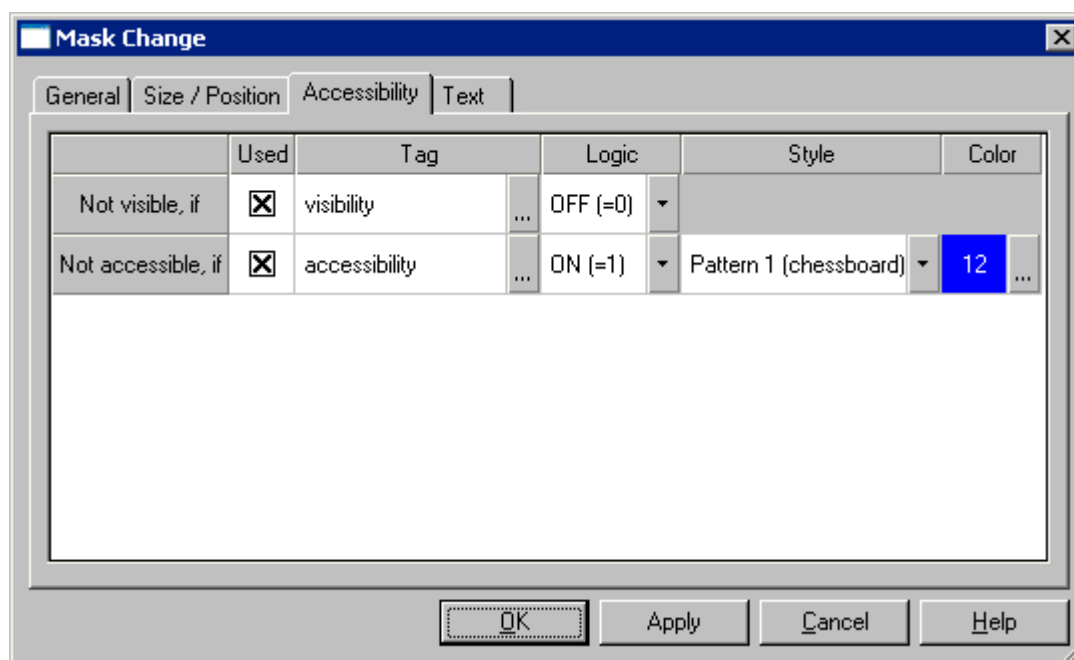 Mask Change
General Size / Position Accessibility Text
Used Tag Logic Style Color
Not visible, if visibility ... OFF (=0)
Not accessible, if accessibility ... ON (=1) Pattern 1 (chessboard) 12 ...
OK Apply Cancel Help